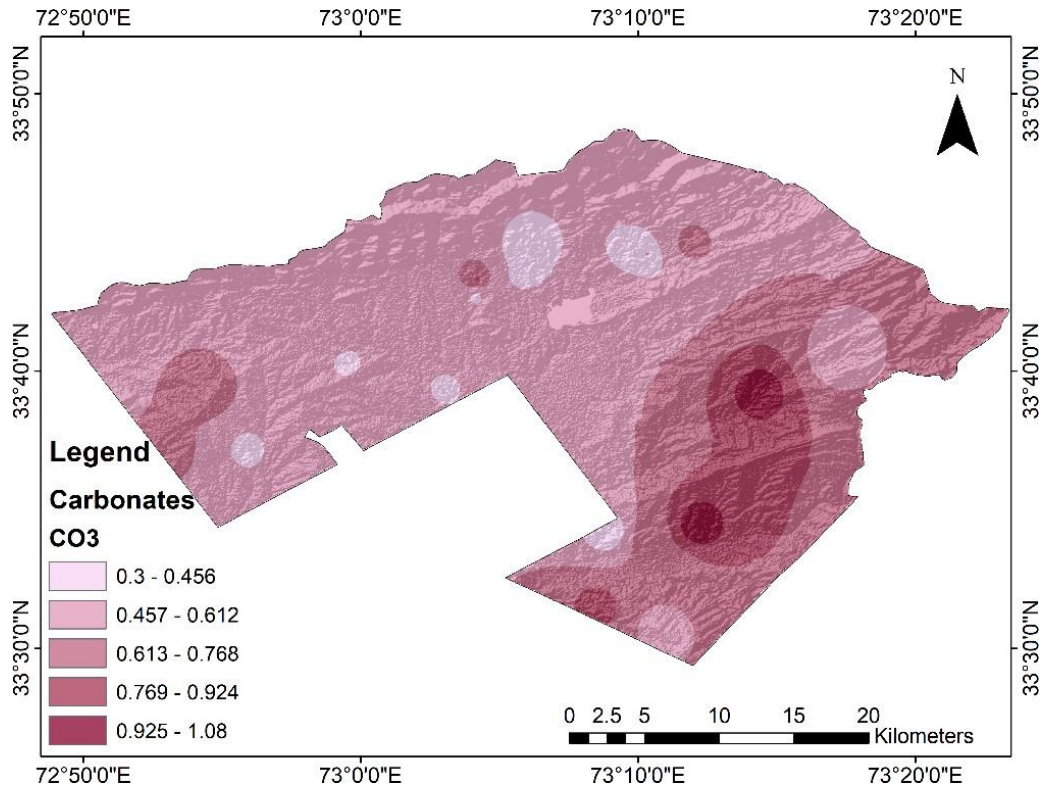 72°50'0"E 73°0'0"E 73°10'0"E 73°20'0"E
33°50'0"N
33°50'0"N
N
33°40'0"N
33°40'0"N
Legend
Carbonates
CO3
0.3 - 0.456
0.457 - 0.612
0.613 - 0.768
0.769 - 0.924
0.925 - 1.08
33°30'0"N
33°30'0"N
0 2.5 5 10 15 20
Kilometers
72°50'0"E 73°0'0"E 73°10'0"E 73°20'0"E